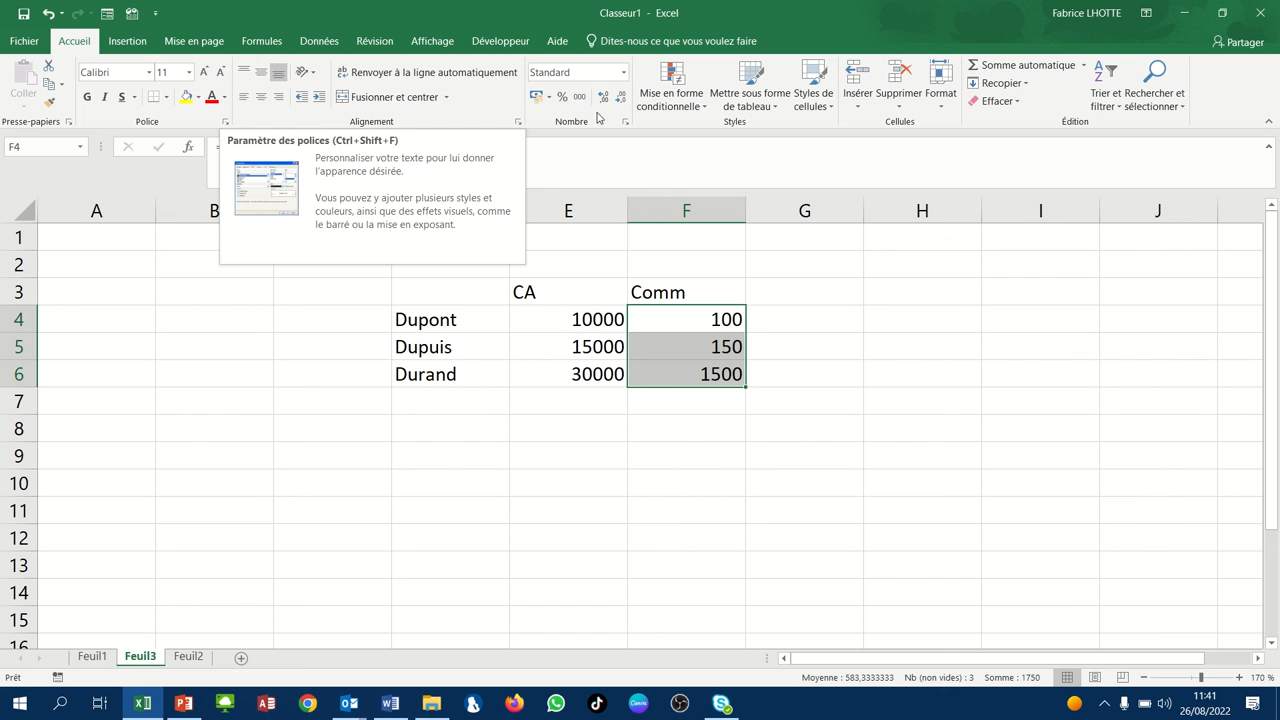 Classeur1 - Excel
Fabrice LHOTTE
Fichier
Accueil
Insertion
Mise en page
Formules
Données
Révision
Affichage
Développeur
Aide
Dites-nous ce que vous voulez faire
Partager
Coller
Presse-papiers
Calibri
11
G I S
Police
Renvoyer à la ligne automatiquement
Fusionner et centrer
Alignement
Standard
% 000
Nombre
Mise en forme
conditionnelle
Mettre sous forme
de tableau
Styles de
cellules
Styles
Insérer
Supprimer
Format
Cellules
Somme automatique
Recopier
Effacer
Trier et
filtrer
Rechercher et
sélectionner
Édition
F4
fx
=
Paramètre des polices (Ctrl+Shift+F)
Personnaliser votre texte pour lui donner
l'apparence désirée.
Vous pouvez y ajouter plusieurs styles et
couleurs, ainsi que des effets visuels, comme
le barré ou la mise en exposant.
A B E F G H I J
1
2
3 CA Comm
4 Dupont 10000 100
5 Dupuis 15000 150
6 Durand 30000 1500
7
8
9
10
11
12
13
14
15
16
Feuil1 Feuil3 Feuil2
Prêt
Moyenne : 583,3333333
Nb (non vides) : 3
Somme : 1750
170 %
11:41
26/08/2022